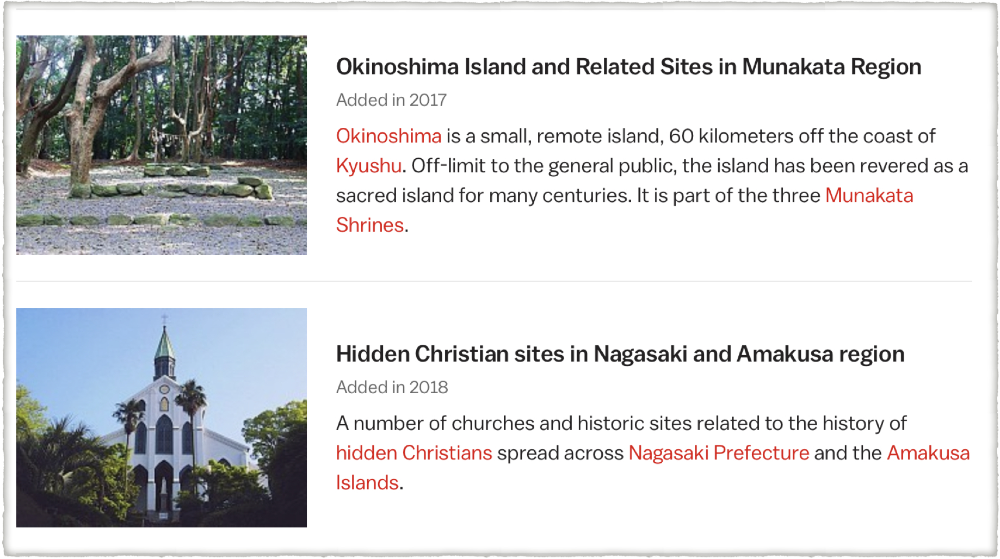 Okinoshima Island and Related Sites in Munakata Region
Added in 2017
Okinoshima is a small, remote island, 60 kilometers off the coast of
Kyushu. Off-limit to the general public, the island has been revered as a
sacred island for many centuries. It is part of the three Munakata
Shrines.
Hidden Christian sites in Nagasaki and Amakusa region
Added in 2018
A number of churches and historic sites related to the history of
hidden Christians spread across Nagasaki Prefecture and the Amakusa
Islands.